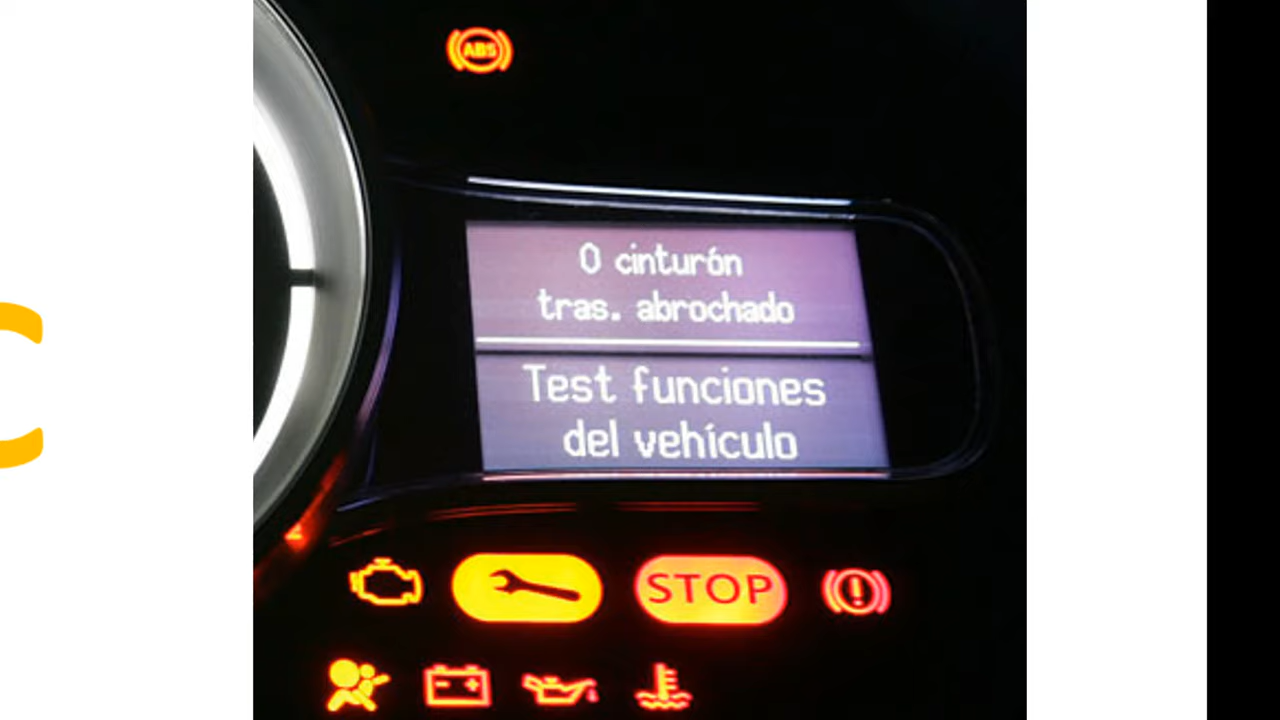 ABS
0 cinturón
tras. abrochado
Test funciones
del vehículo
STOP